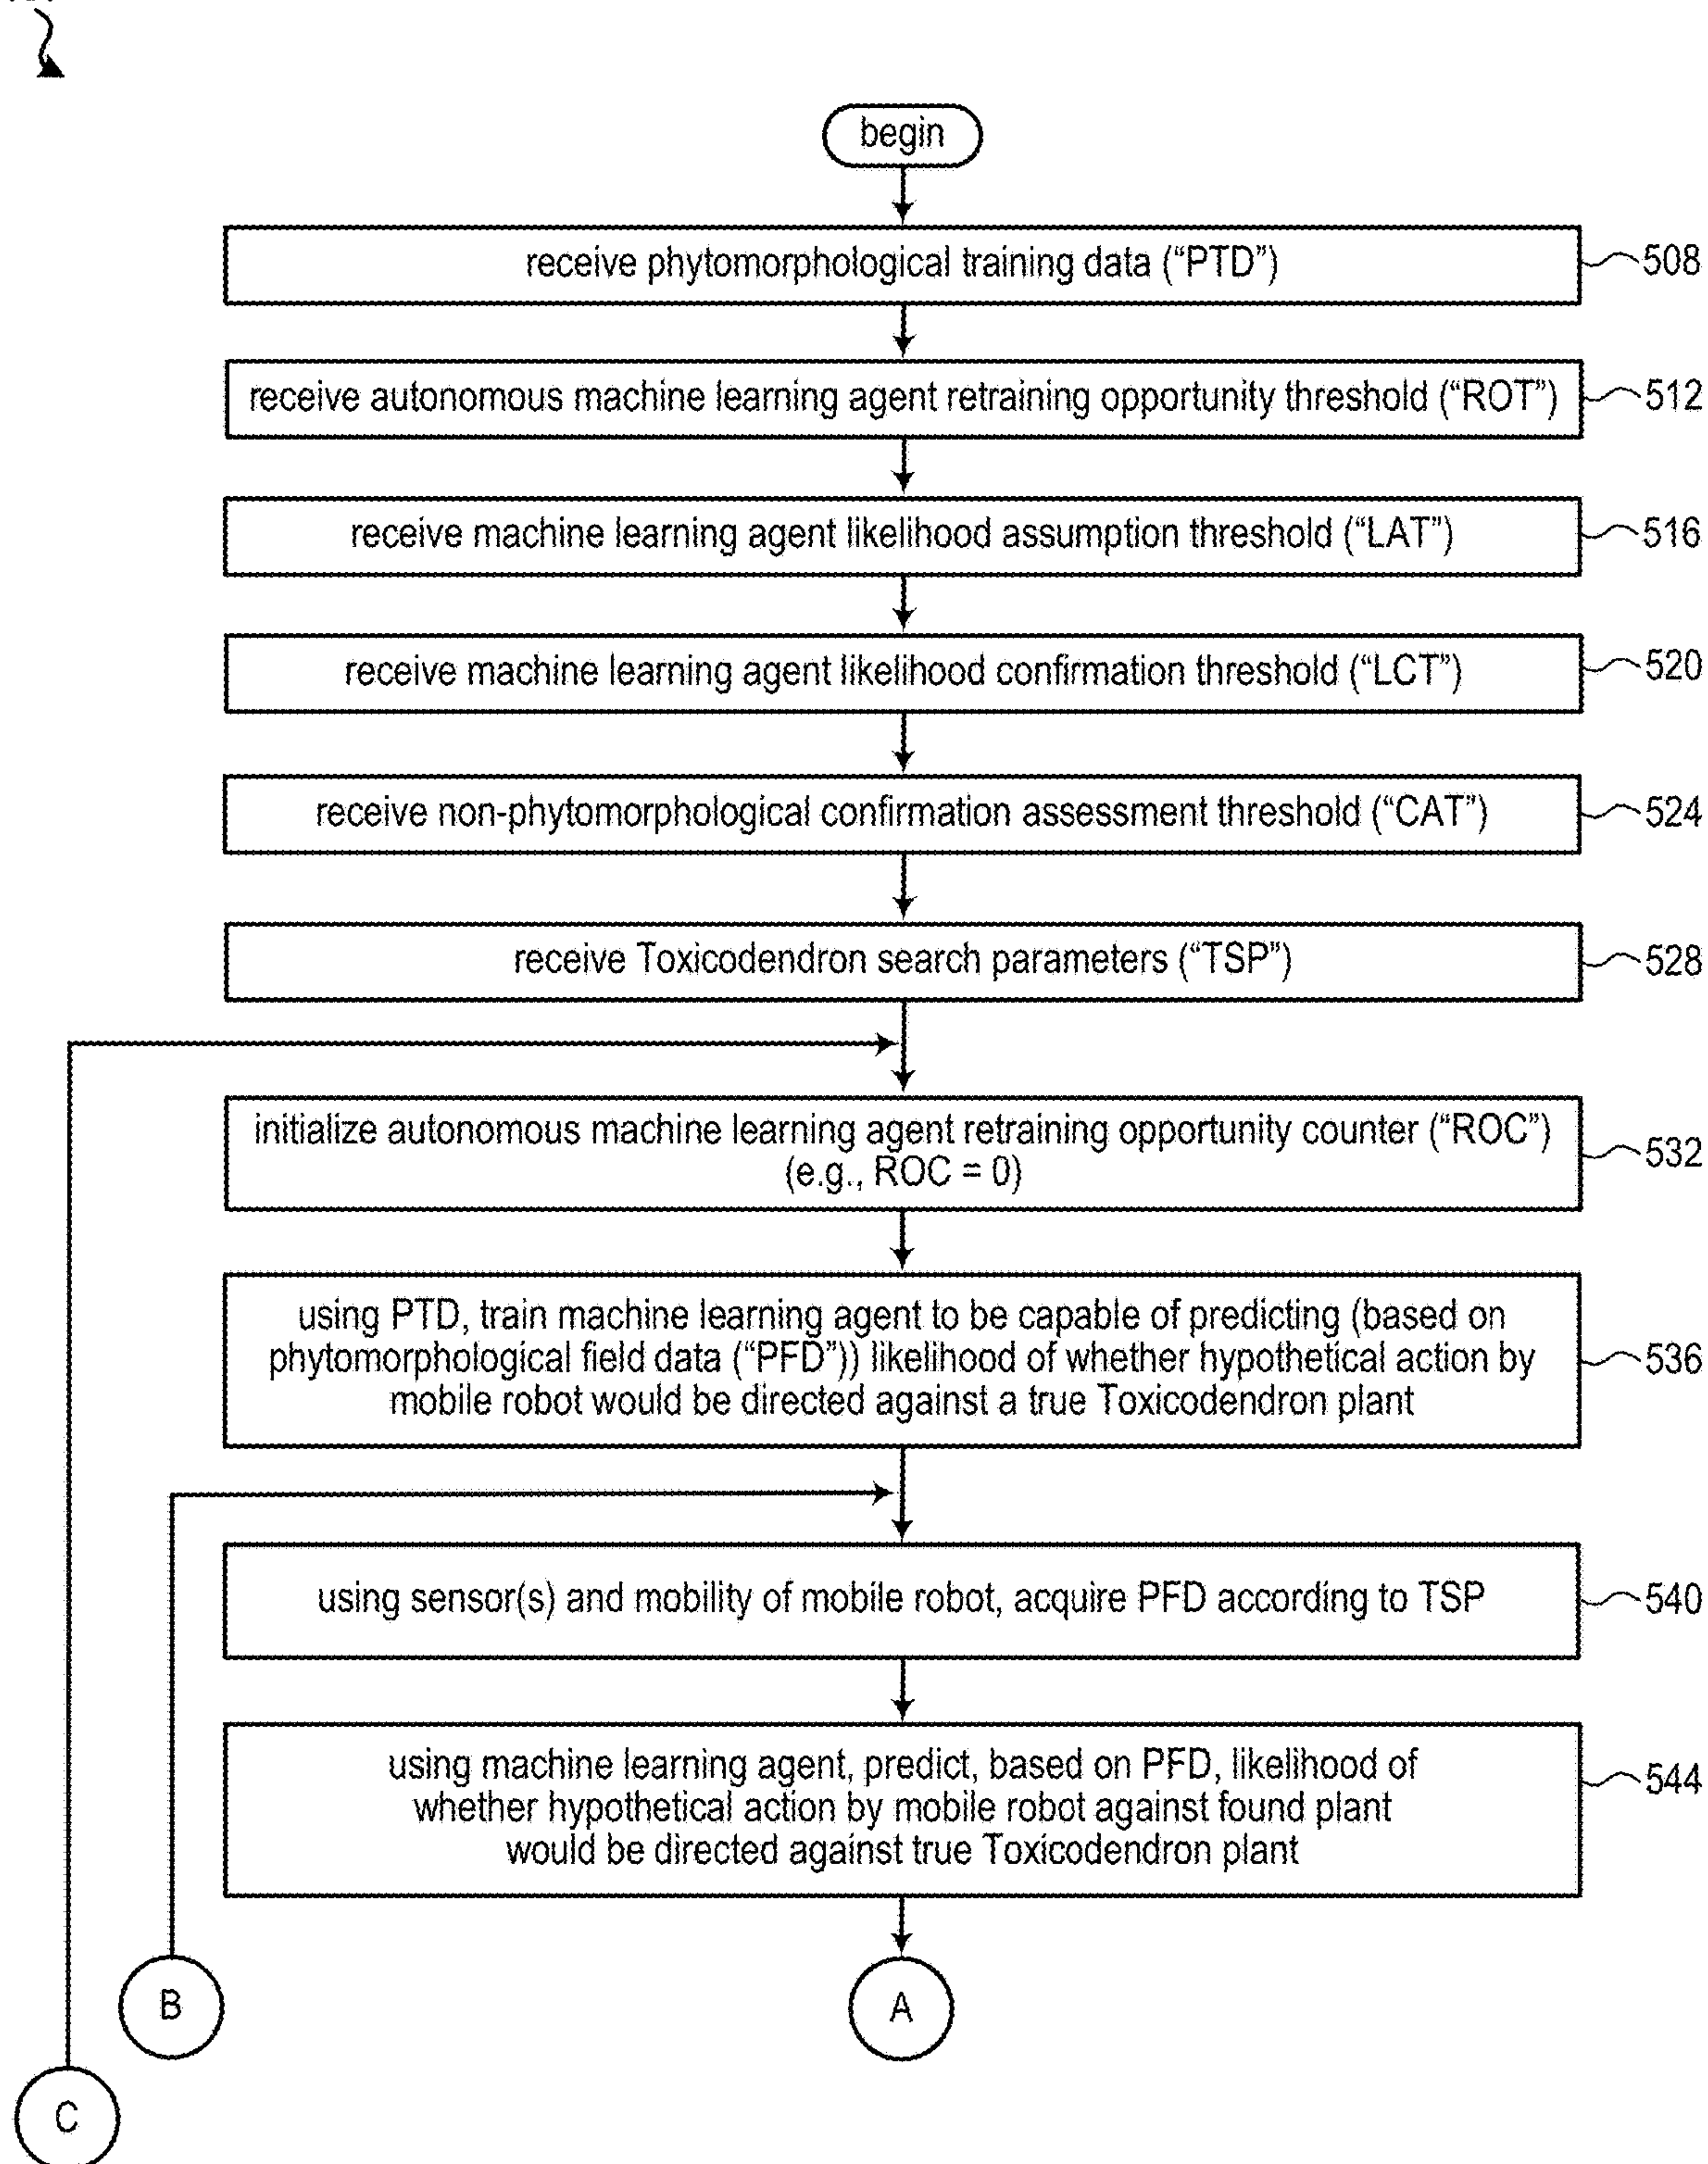 begin
receive phytomorphological training data (“PTD”)
508
receive autonomous machine learning agent retraining opportunity threshold (“ROT”)
512
receive machine learning agent likelihood assumption threshold (“LAT”)
516
receive machine learning agent likelihood confirmation threshold (“LCT”)
520
receive non-phytomorphological confirmation assessment threshold (“CAT”)
524
receive Toxicodendron search parameters (“TSP”)
528
initialize autonomous machine learning agent retraining opportunity counter (“ROC”)
(e.g., ROC = 0)
532
using PTD, train machine learning agent to be capable of predicting (based on
phytomorphological field data (“PFD”)) likelihood of whether hypothetical action by
mobile robot would be directed against a true Toxicodendron plant
536
using sensor(s) and mobility of mobile robot, acquire PFD according to TSP
540
using machine learning agent, predict, based on PFD, likelihood of
whether hypothetical action by mobile robot against found plant
would be directed against true Toxicodendron plant
544
B
A
C